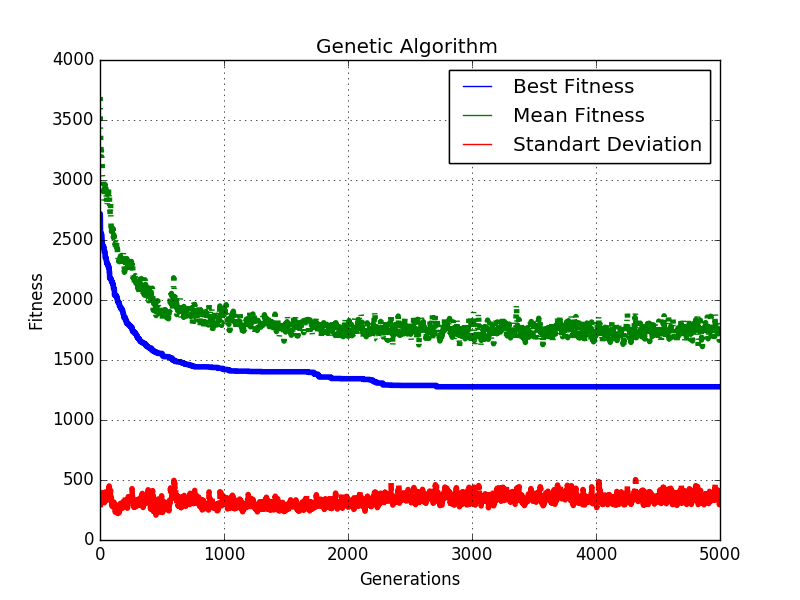 Genetic Algorithm
Best Fitness
Mean Fitness
Standart Deviation
4000
3500
3000
2500
2000
1500
1000
500
0
Fitness
0 1000 2000 3000 4000 5000
Generations